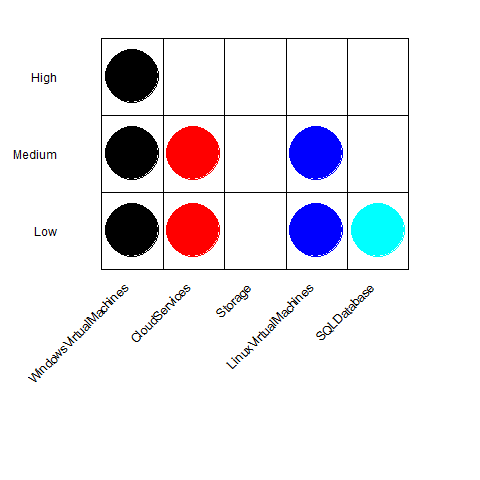 High
Medium
Low
WindowsVirtualMachines
CloudServices
Storage
LinuxVirtualMachines
SQLDatabase